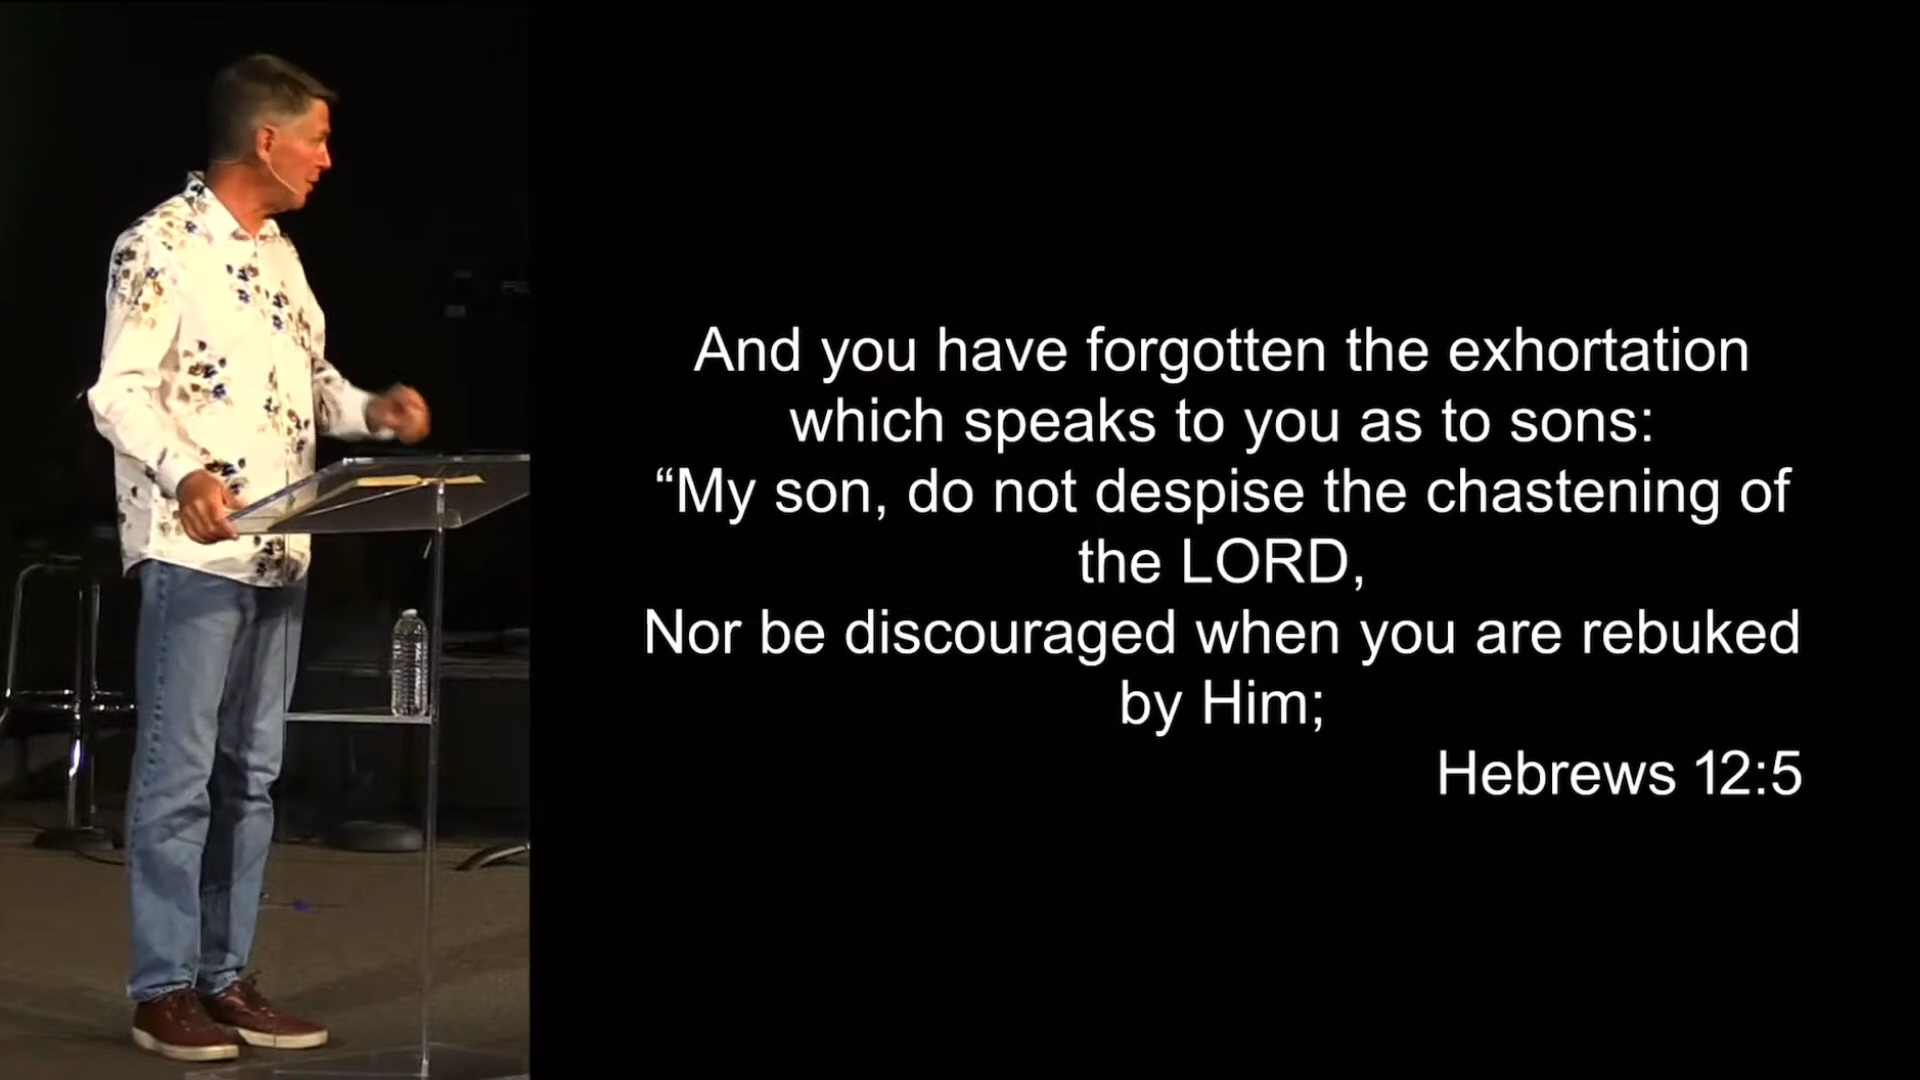 And you have forgotten the exhortation
which speaks to you as to sons:
“My son, do not despise the chastening of
the LORD,
Nor be discouraged when you are rebuked
by Him;
Hebrews 12:5